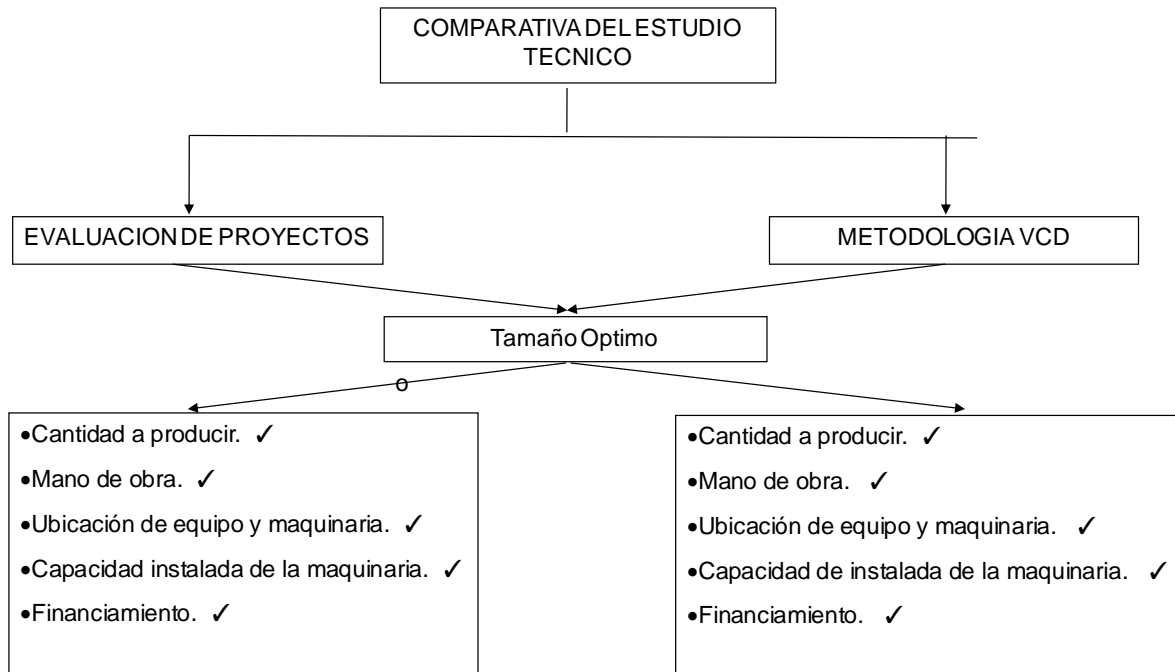 COMPARATIVA DEL ESTUDIO
TECNICO
EVALUACION DE PROYECTOS
METODOLOGIA VCD
Tamaño Optimo
o
•Cantidad a producir. ✓
•Mano de obra. ✓
•Ubicación de equipo y maquinaria. ✓
•Capacidad instalada de la maquinaria. ✓
•Financiamiento. ✓
•Cantidad a producir. ✓
•Mano de obra. ✓
•Ubicación de equipo y maquinaria. ✓
•Capacidad de instalada de la maquinaria. ✓
•Financiamiento. ✓